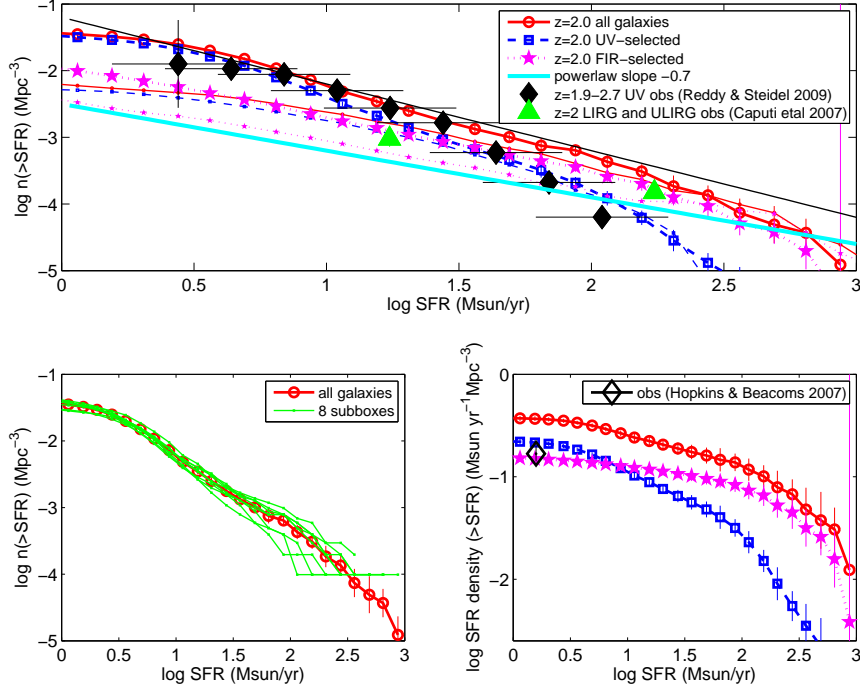 −1
−2
−3
−4
−5
0
0.5
1
1.5
2
2.5
3
log SFR (Msun/yr)
log n(>SFR) (Mpc⁻³)
z=2.0 all galaxies
z=2.0 UV−selected
z=2.0 FIR−selected
powerlaw slope −0.7
z=1.9−2.7 UV obs (Reddy & Steidel 2009)
z=2 LIRG and ULIRG obs (Caputi etal 2007)
−1
−2
−3
−4
−5
0
0.5
1
1.5
2
2.5
3
log SFR (Msun/yr)
log n(>SFR) (Mpc⁻³)
all galaxies
8 subboxes
0
−1
−2
0
0.5
1
1.5
2
2.5
3
log SFR (Msun/yr)
log SFR density (>SFR) (Msun yr⁻¹Mpc⁻³)
obs (Hopkins & Beacoms 2007)